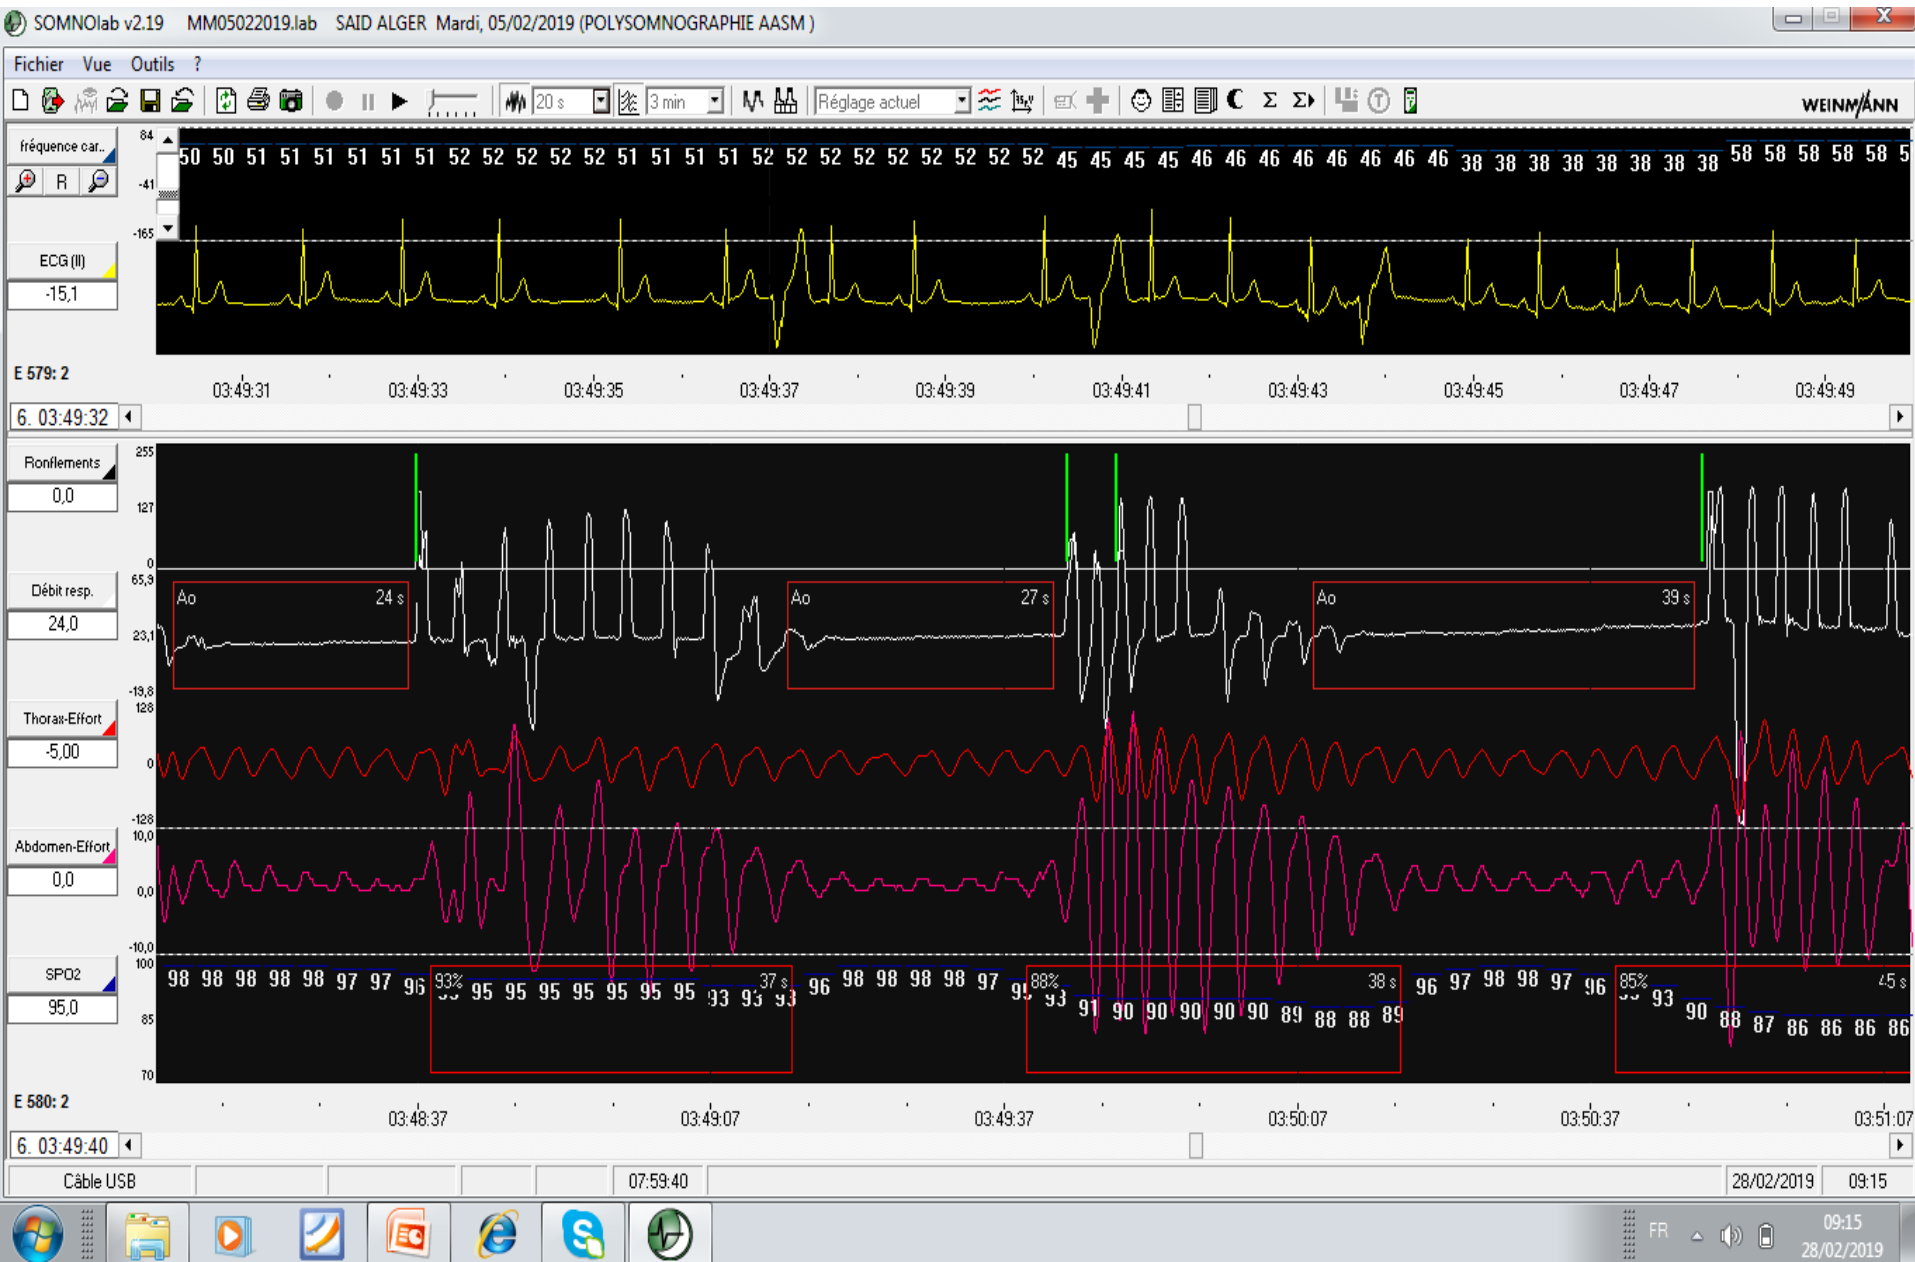 SOMNOlab v2.19 MM05022019.lab SAID ALGER Mardi, 05/02/2019 (POLYSOMNOGRAPHIE AASM )
Fichier Vue Outils ?
20 s 3 min Réglage actuel WEINMANN
fréquence car..
R
84
-41
-165
50 50 51 51 51 51 51 51 52 52 52 52 52 51 51 51 51 52 52 52 52 52 52 52 52 52 45 45 45 45 46 46 46 46 46 46 46 46 38 38 38 38 38 38 38 38 58 58 58 58 58 5
ECG (II)
-15,1
E 579: 2
03:49:31 03:49:33 03:49:35 03:49:37 03:49:39 03:49:41 03:49:43 03:49:45 03:49:47 03:49:49
6. 03:49:32
Ronflements
0,0
255
127
0
Débit resp.
24,0
65,9
23,1
-19,8
Ao 24 s Ao 27 s Ao 39 s
Thorax-Effort
-5,00
128
0
-128
Abdomen-Effort
0,0
10,0
0,0
-10,0
SPO2
95,0
100
85
70
93% 37 s 88% 38 s 85% 45 s
98 98 98 98 98 97 97 96 95 95 95 95 95 95 95 93 93 93 96 98 98 98 98 97 93 91 90 90 90 90 90 89 88 88 89 96 97 98 98 97 96 93 90 88 87 86 86 86 86
E 580: 2
03:48:37 03:49:07 03:49:37 03:50:07 03:50:37 03:51:07
6. 03:49:40
Câble USB 07:59:40 28/02/2019 09:15
FR 09:15
28/02/2019